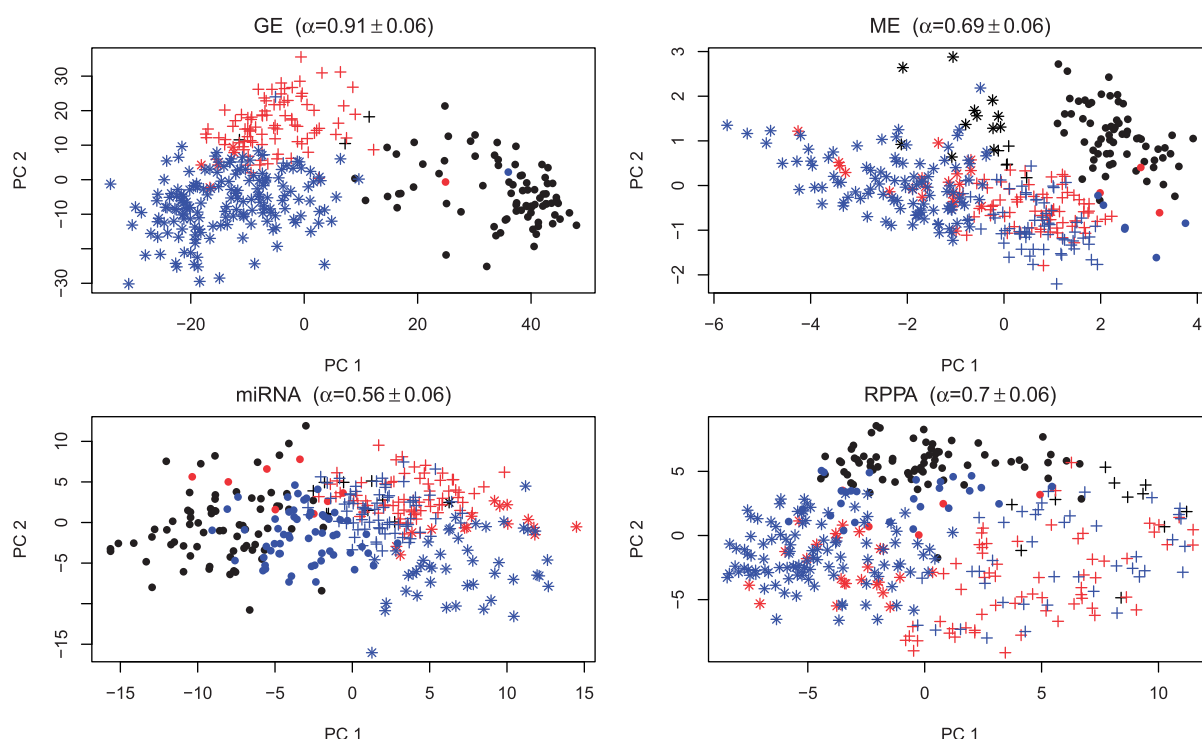 GE (α=0.91±0.06)
PC 2
30
20
10
0
−10
−30
−20 0 20 40
PC 1
ME (α=0.69±0.06)
PC 2
3
2
1
0
−1
−2
−6 −4 −2 0 2 4
PC 1
miRNA (α=0.56±0.06)
PC 2
10
5
0
−5
−15
−15 −10 −5 0 5 10 15
PC 1
RPPA (α=0.7±0.06)
PC 2
5
0
−5
−5 0 5 10
PC 1